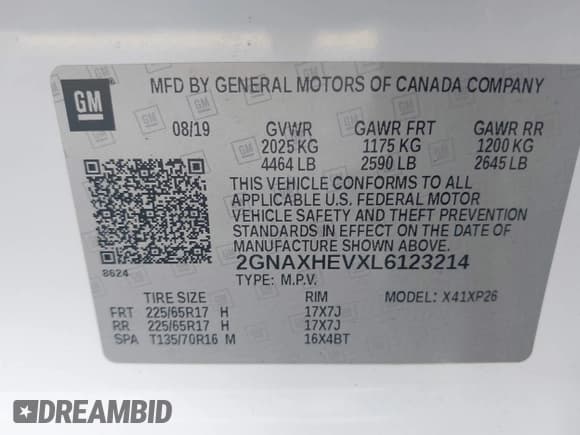 GM
MFD BY GENERAL MOTORS OF CANADA COMPANY
08/19 GVWR GAWR FRT GAWR RR
2025 KG 1175 KG 1200 KG
4464 LB 2590 LB 2645 LB
THIS VEHICLE CONFORMS TO ALL
APPLICABLE U.S. FEDERAL MOTOR
VEHICLE SAFETY AND THEFT PREVENTION
STANDARDS IN EFFECT ON THE DATE OF
MANUFACTURE SHOWN ABOVE.
8624 2GNAXHEVXL6123214
TYPE: M.P.V.
TIRE SIZE RIM MODEL: X41XP26
FRT 225/65R17 H 17X7J
RR 225/65R17 H 17X7J
SPA T135/70R16 M 16X4BT
DREAMBID